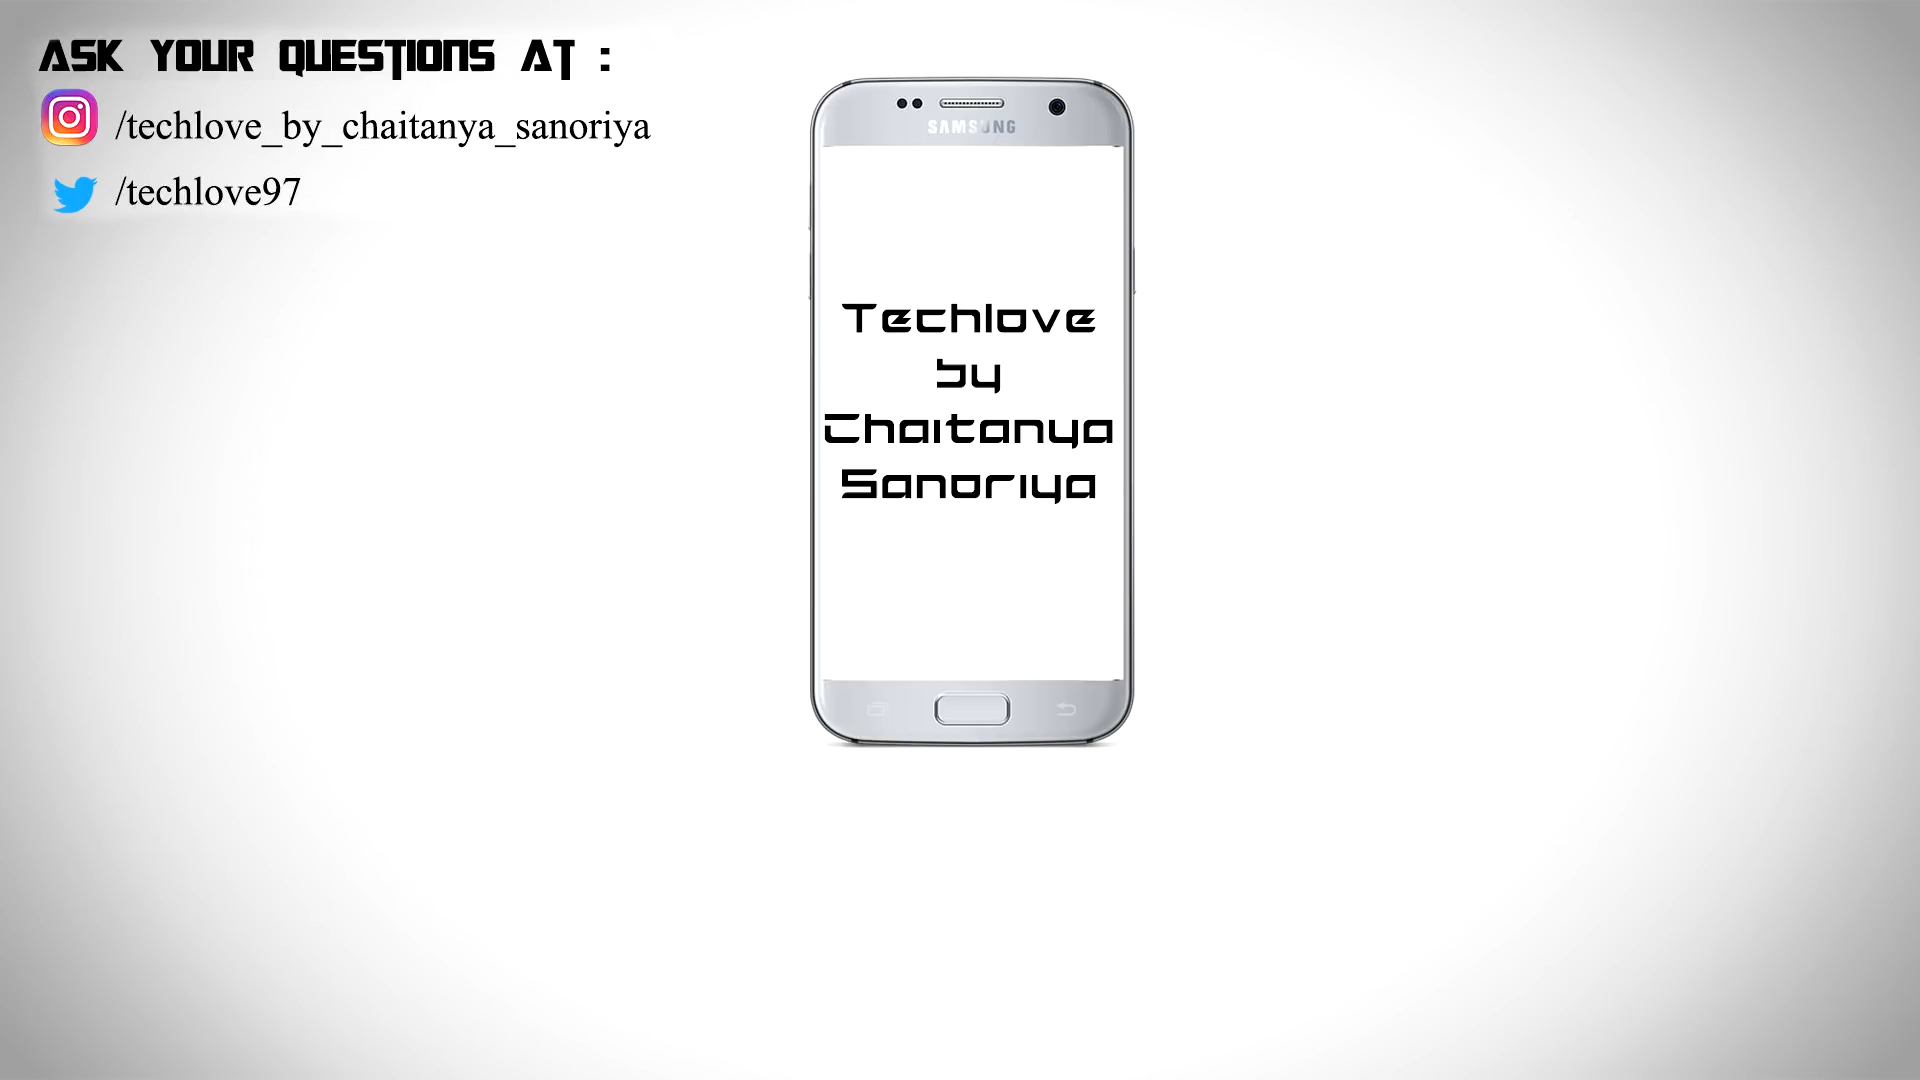 ASK YOUR QUESTIONS AT :
/techlove_by_chaitanya_sanoriya
/techlove97
SAMSUNG
Techlove
by
Chaitanya
Sanoriya